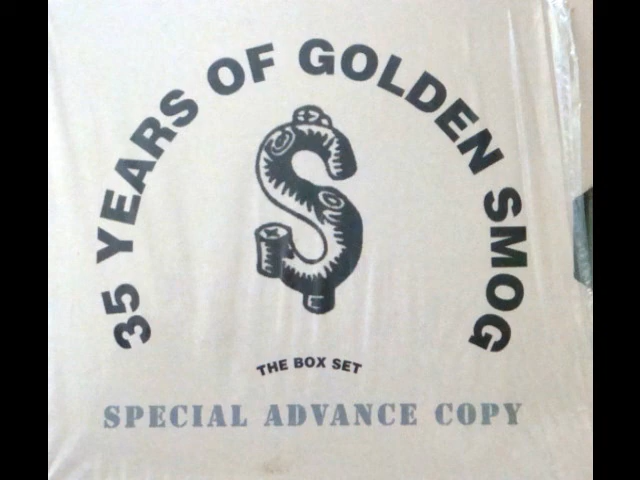 35 YEARS OF GOLDEN SMOG
THE BOX SET
SPECIAL ADVANCE COPY